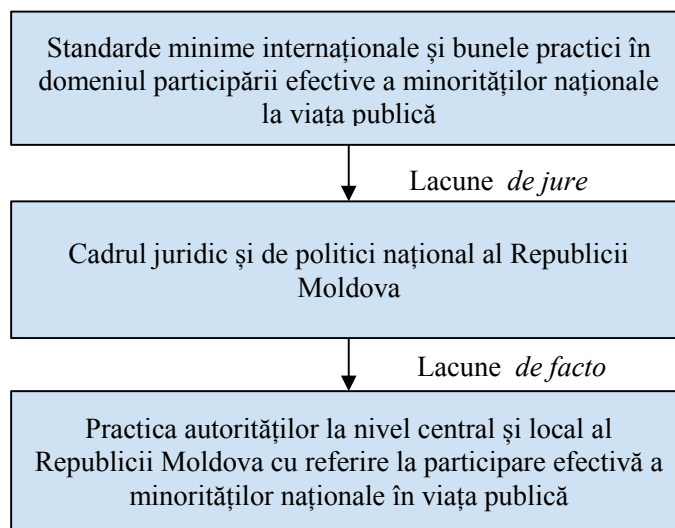 Standarde minime internaționale și bunele practici în
domeniul participării efective a minorităților naționale
la viața publică
Lacune de jure
Cadrul juridic și de politici național al Republicii
Moldova
Lacune de facto
Practica autorităților la nivel central și local al
Republicii Moldova cu referire la participare efectivă a
minorităților naționale în viața publică